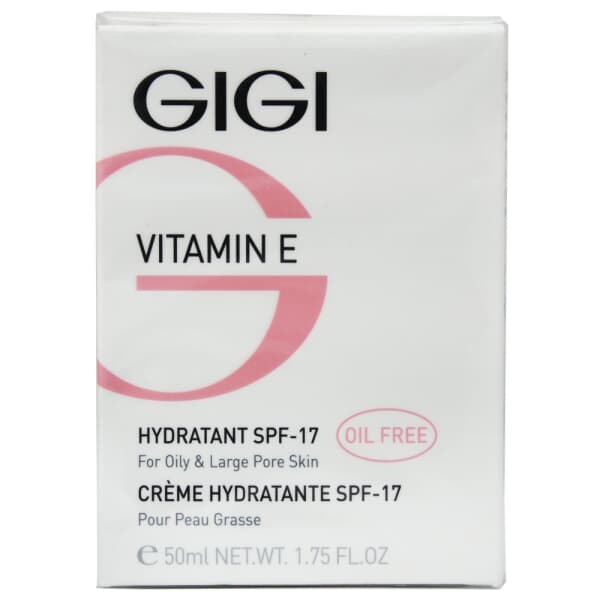 GIGI
VITAMIN E
HYDRATANT SPF-17 OIL FREE
For Oily & Large Pore Skin
CRÈME HYDRATANTE SPF-17
Pour Peau Grasse
℮ 50ml NET.WT. 1.75 FL.OZ